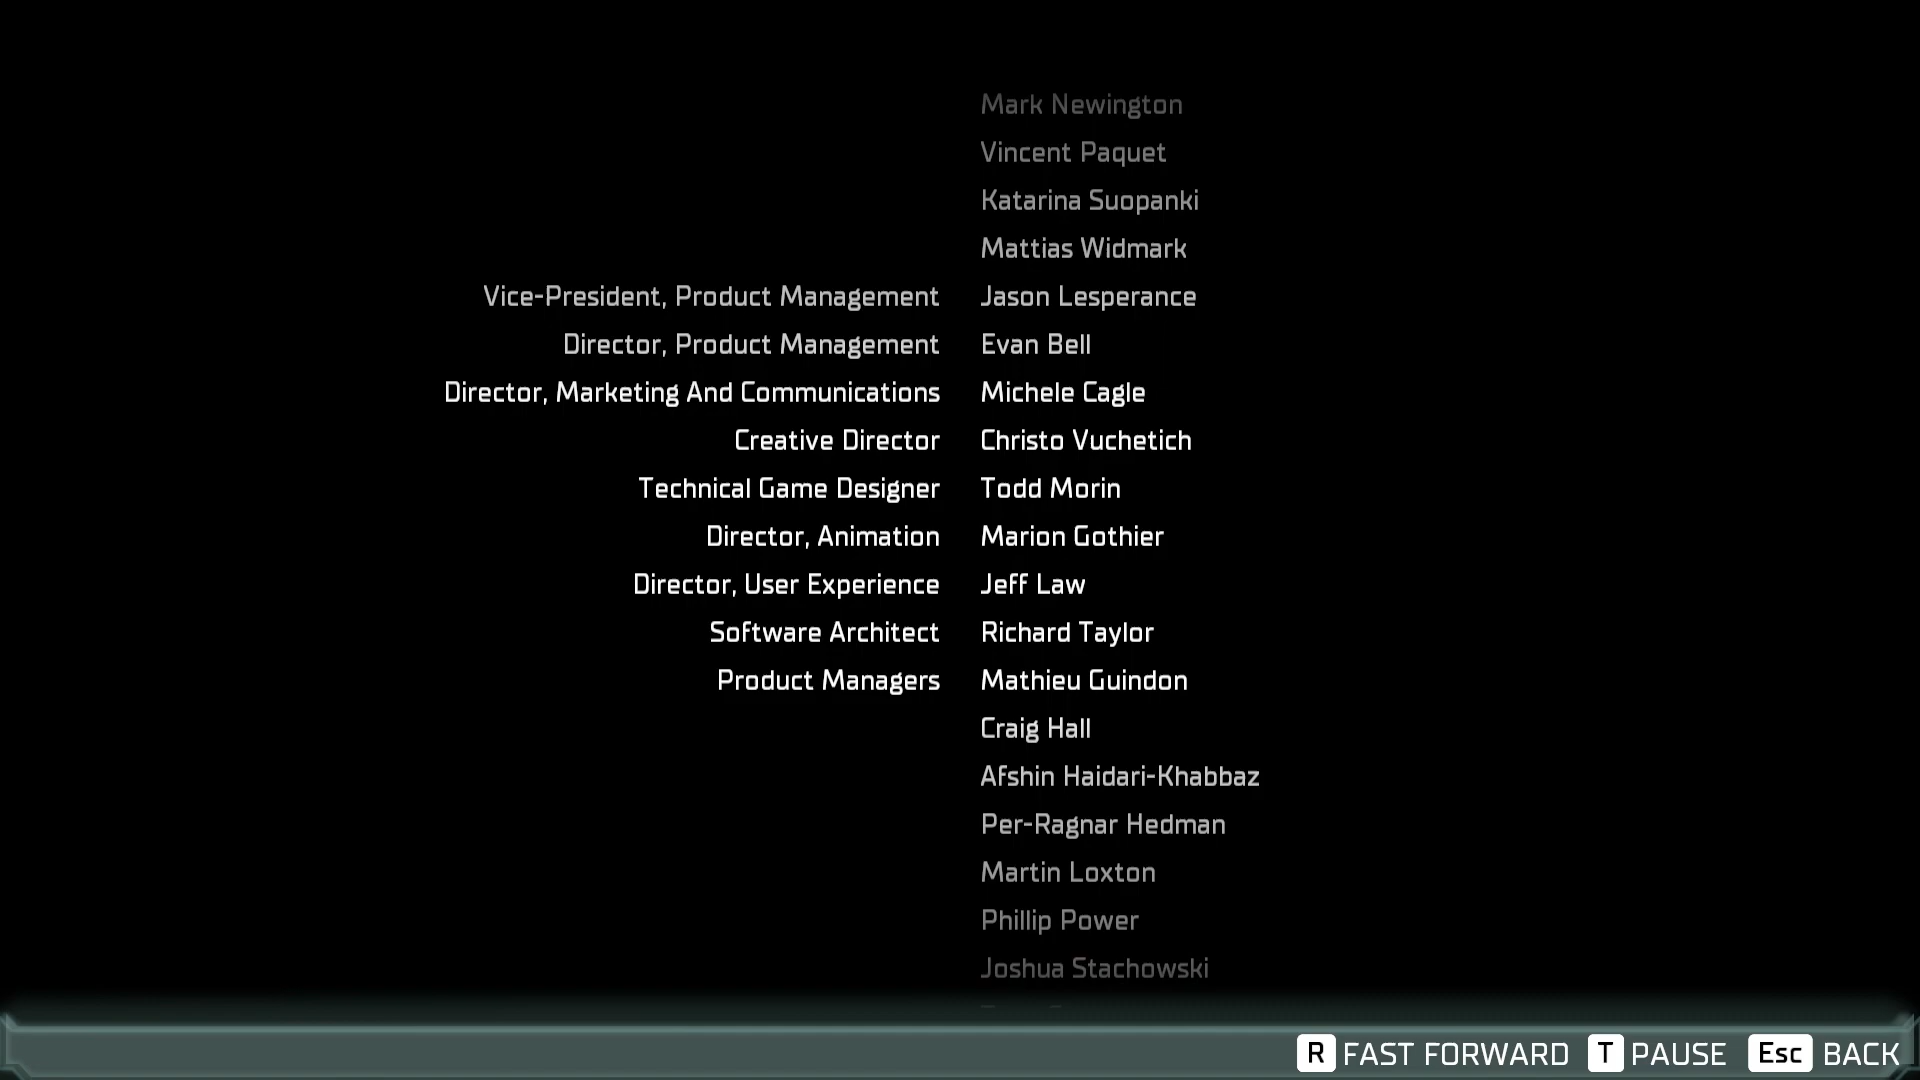 Mark Newington
Vincent Paquet
Katarina Suopanki
Mattias Widmark
Vice-President, Product Management Jason Lesperance
Director, Product Management Evan Bell
Director, Marketing And Communications Michele Cagle
Creative Director Christo Vuchetich
Technical Game Designer Todd Morin
Director, Animation Marion Gothier
Director, User Experience Jeff Law
Software Architect Richard Taylor
Product Managers Mathieu Guindon
Craig Hall
Afshin Haidari-Khabbaz
Per-Ragnar Hedman
Martin Loxton
Phillip Power
Joshua Stachowski
R FAST FORWARD T PAUSE Esc BACK